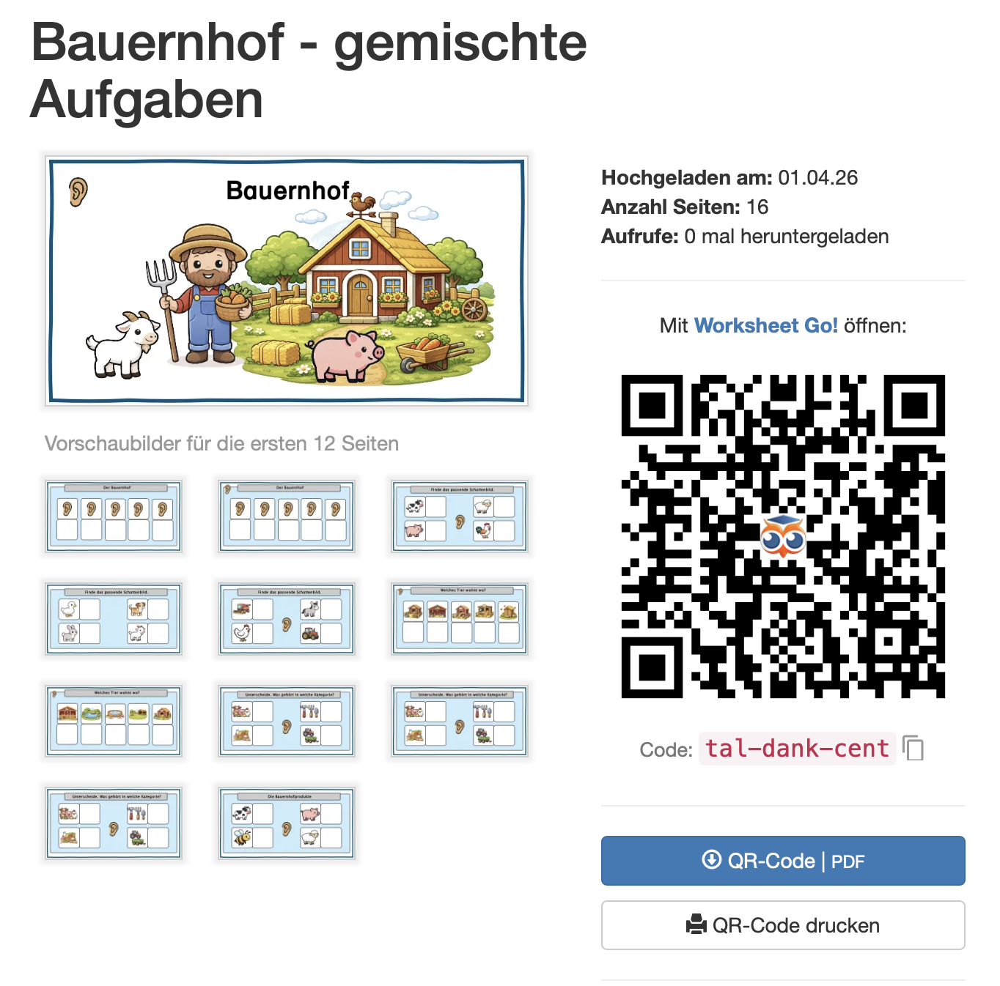 Bauernhof - gemischte
Aufgaben
Bauernhof
Vorschaubilder für die ersten 12 Seiten
Der Bauernhof
Der Bauernhof
Finde das passende Schattenbild.
Finde das passende Schattenbild.
Finde das passende Schattenbild.
Welches Tier wohnt wo?
Welches Tier wohnt wo?
Unterscheide. Was gehört in welche Kategorie?
Unterscheide. Was gehört in welche Kategorie?
Unterscheide. Was gehört in welche Kategorie?
Die Bauernhofprodukte
Hochgeladen am: 01.04.26
Anzahl Seiten: 16
Aufrufe: 0 mal heruntergeladen
Mit Worksheet Go! öffnen:
Code: tal-dank-cent
QR-Code | PDF
QR-Code drucken